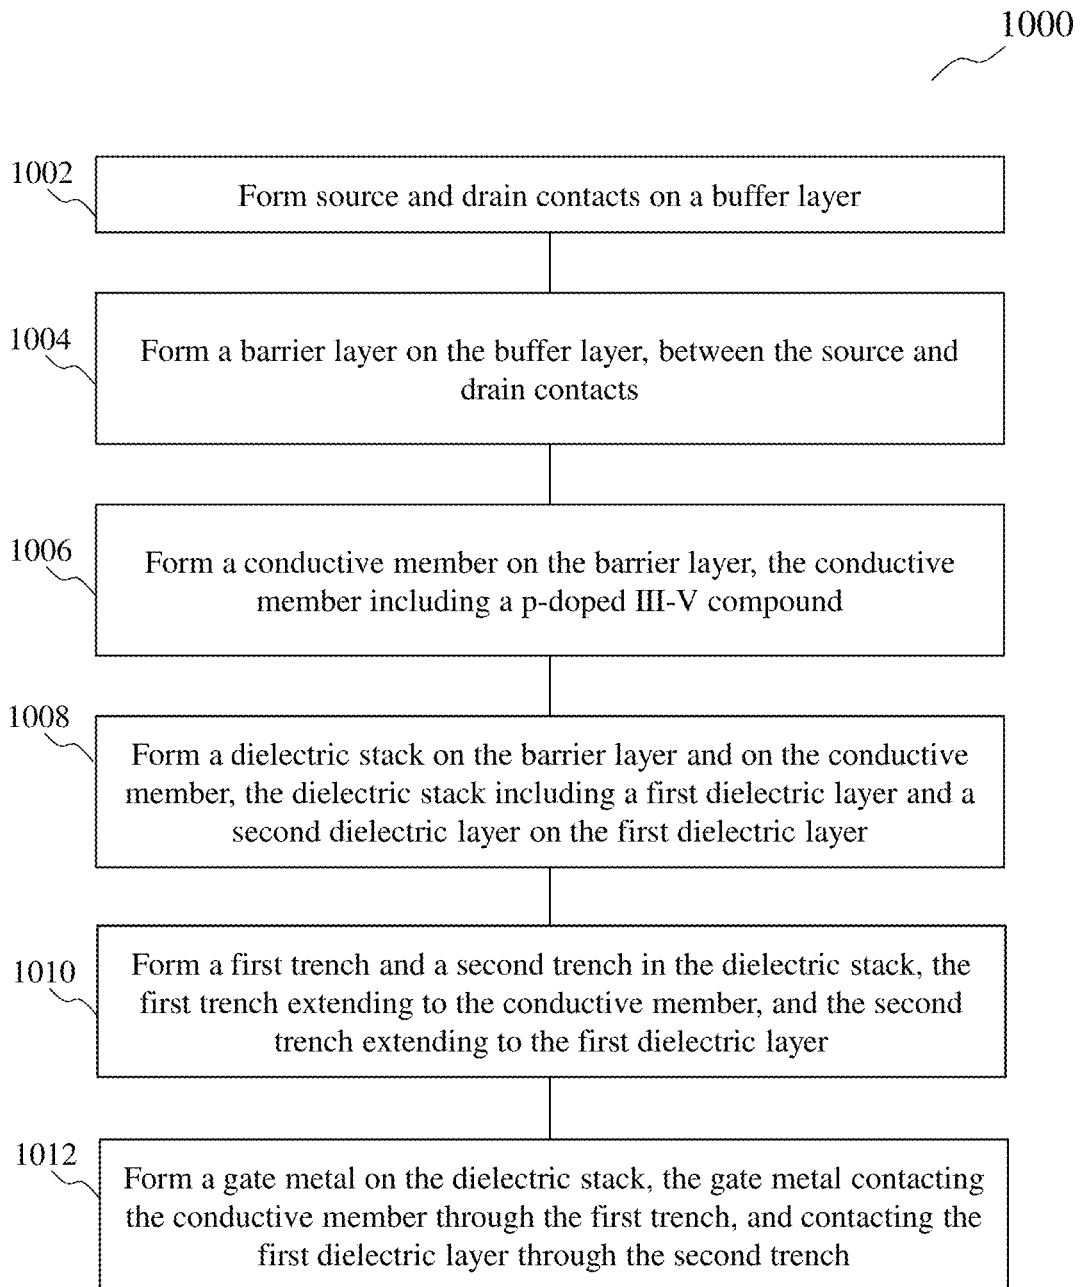 1000
1002
Form source and drain contacts on a buffer layer
1004
Form a barrier layer on the buffer layer, between the source and
drain contacts
1006
Form a conductive member on the barrier layer, the conductive
member including a p-doped III-V compound
1008
Form a dielectric stack on the barrier layer and on the conductive
member, the dielectric stack including a first dielectric layer and a
second dielectric layer on the first dielectric layer
1010
Form a first trench and a second trench in the dielectric stack, the
first trench extending to the conductive member, and the second
trench extending to the first dielectric layer
1012
Form a gate metal on the dielectric stack, the gate metal contacting
the conductive member through the first trench, and contacting the
first dielectric layer through the second trench